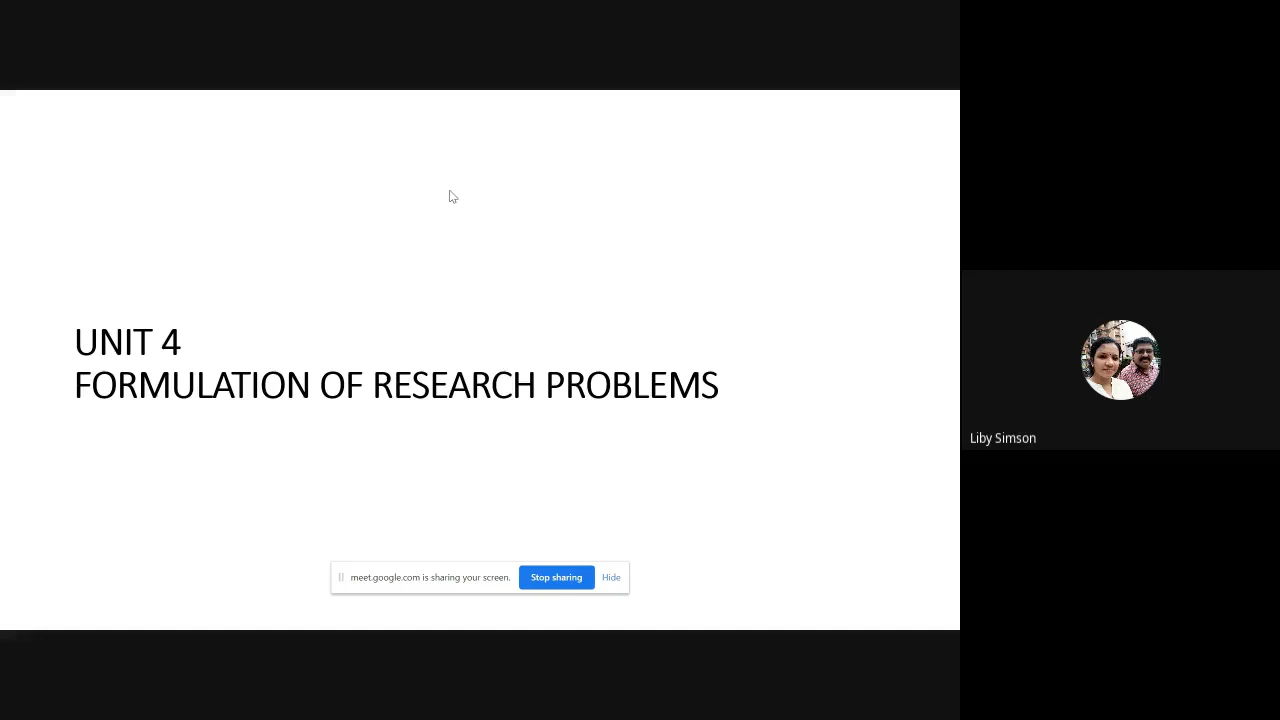 UNIT 4
FORMULATION OF RESEARCH PROBLEMS
meet.google.com is sharing your screen. Stop sharing Hide
Liby Simson